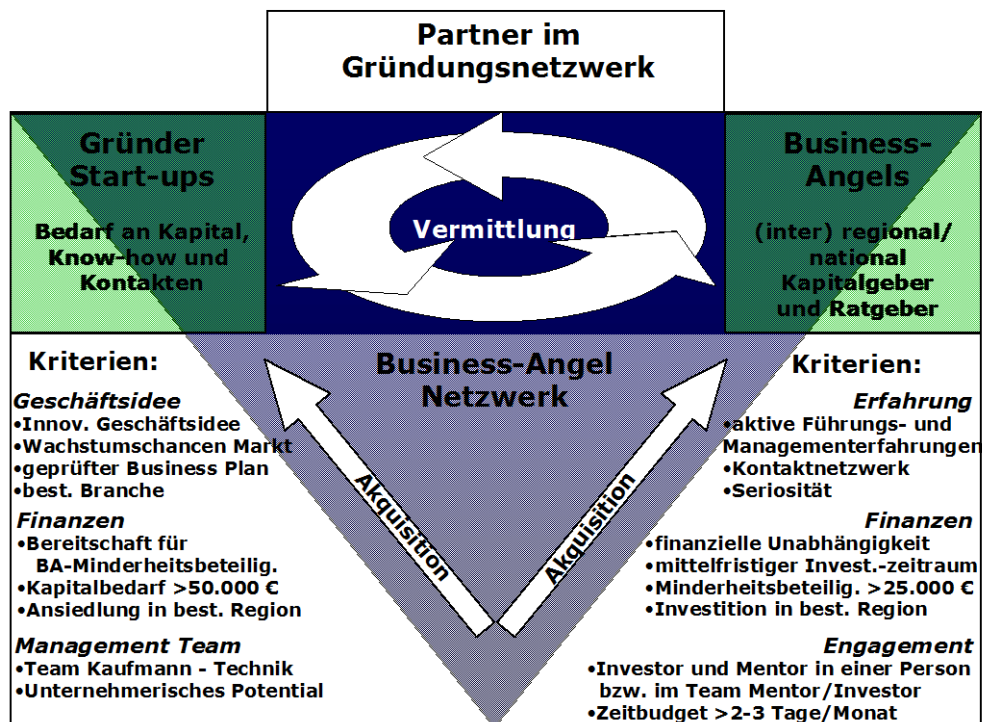 Partner im
Gründungsnetzwerk
Gründer
Start-ups
Bedarf an Kapital,
Know-how und
Kontakten
Vermittlung
Business-
Angels
(inter) regional/
national
Kapitalgeber
und Ratgeber
Business-Angel
Netzwerk
Akquisition
Akquisition
Kriterien:
Geschäftsidee
•Innov. Geschäftsidee
•Wachstumschancen Markt
•geprüfter Business Plan
•best. Branche
Finanzen
•Bereitschaft für
BA-Minderheitsbeteilig.
•Kapitalbedarf >50.000 €
•Ansiedlung in best. Region
Management Team
•Team Kaufmann - Technik
•Unternehmerisches Potential
Kriterien:
Erfahrung
•aktive Führungs- und
Managementerfahrungen
•Kontaktnetzwerk
•Seriosität
Finanzen
•finanzielle Unabhängigkeit
•mittelfristiger Invest.-zeitraum
•Minderheitsbeteilig. >25.000 €
•Investition in best. Region
Engagement
•Investor und Mentor in einer Person
bzw. im Team Mentor/Investor
•Zeitbudget >2-3 Tage/Monat